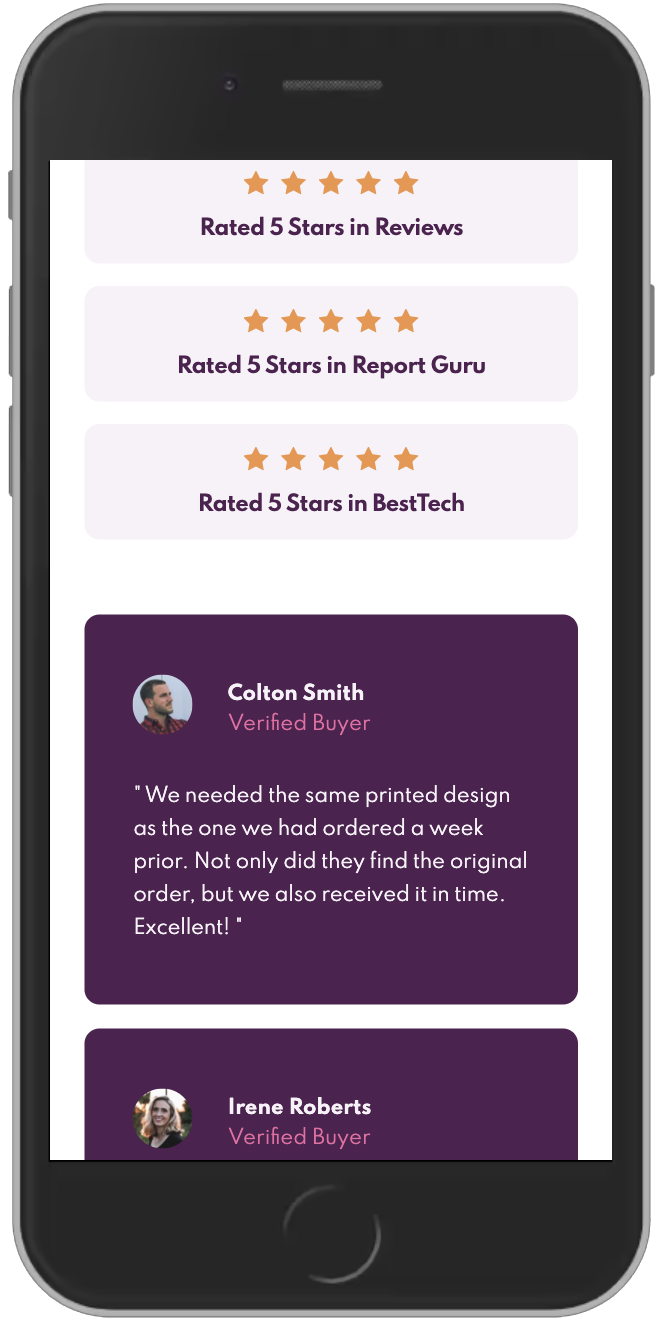 Rated 5 Stars in Reviews
Rated 5 Stars in Report Guru
Rated 5 Stars in BestTech
Colton Smith
Verified Buyer
" We needed the same printed design
as the one we had ordered a week
prior. Not only did they find the original
order, but we also received it in time.
Excellent! "
Irene Roberts
Verified Buyer